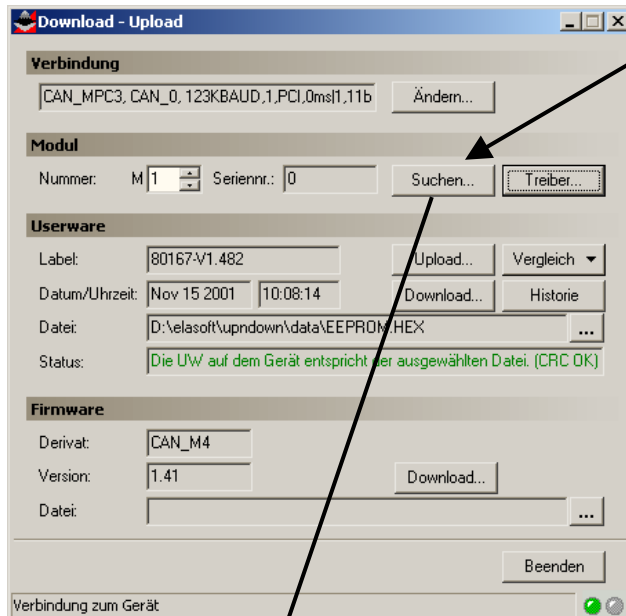 Download - Upload
Verbindung
CAN_MPC3, CAN_0, 123KBAUD,1,PCI,0ms|1,11b Ändern...
Modul
Nummer: M 1 Seriennr.: 0 Suchen... Treiber...
Userware
Label: 80167-V1.482 Upload... Vergleich
Datum/Uhrzeit: Nov 15 2001 10:08:14 Download... Historie
Datei: D:\elasoft\upndown\data\EEPROM.HEX ...
Status: Die UW auf dem Gerät entspricht der ausgewählten Datei. (CRC OK)
Firmware
Derivat: CAN_M4
Version: 1.41 Download...
Datei: ...
Beenden
Verbindung zum Gerät